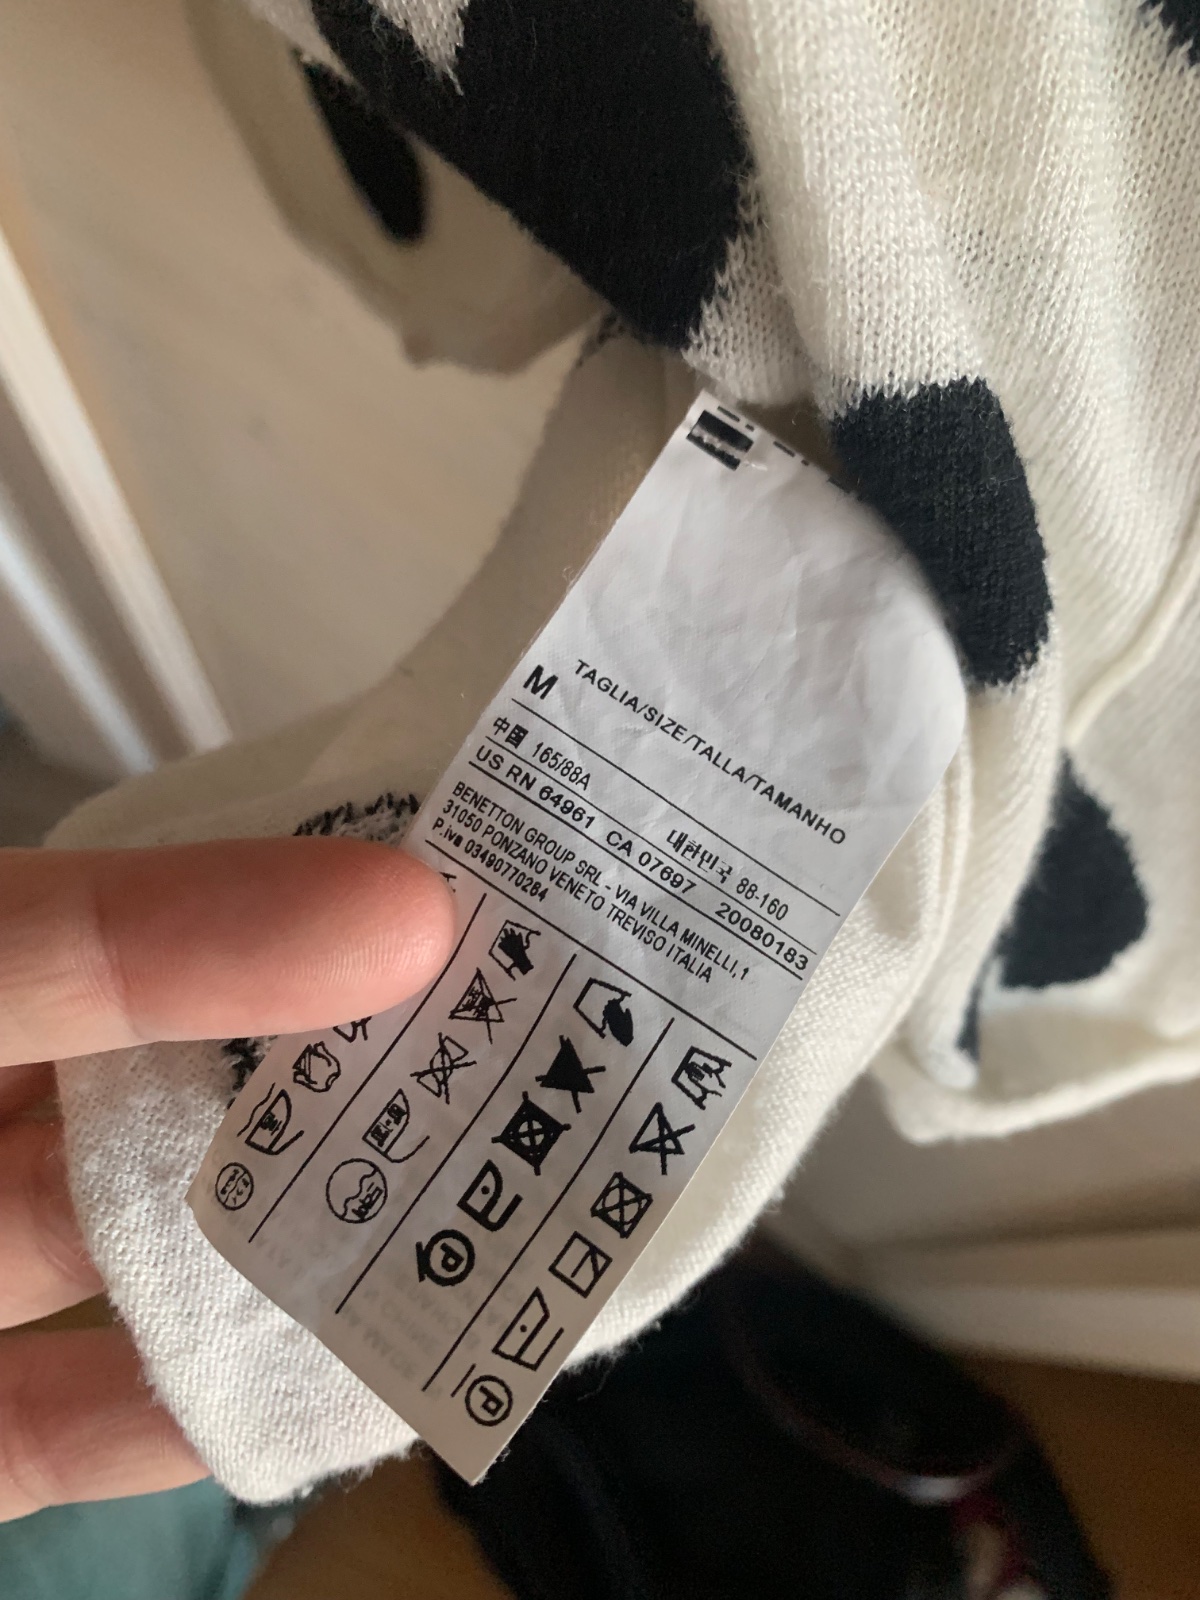 TAGLIA/SIZE/TALLA/TAMANHO
M
中国 165/88A 대한민국 88-160
US RN 64961 CA 07697 20080183
BENETTON GROUP SRL - VIA VILLA MINELLI,1
31050 PONZANO VENETO TREVISO ITALIA
P.iva 03490770264
P
P